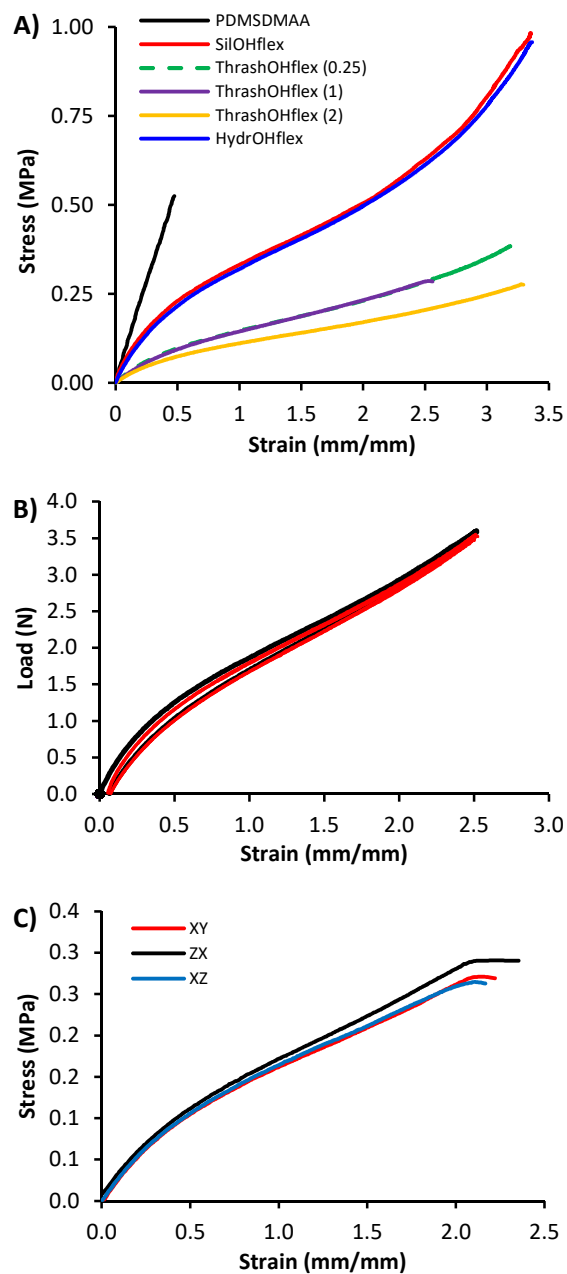 A)
PDMSDMAA
SilOHflex
ThrashOHflex (0.25)
ThrashOHflex (1)
ThrashOHflex (2)
HydrOHflex
1.00
0.75
0.50
0.25
0.00
Stress (MPa)
0 0.5 1 1.5 2 2.5 3 3.5
Strain (mm/mm)
B)
4.0
3.5
3.0
2.5
2.0
1.5
1.0
0.5
0.0
Load (N)
0.0 0.5 1.0 1.5 2.0 2.5 3.0
Strain (mm/mm)
C)
XY
ZX
XZ
0.4
0.3
0.3
0.2
0.2
0.1
0.1
0.0
Stress (MPa)
0.0 0.5 1.0 1.5 2.0 2.5
Strain (mm/mm)